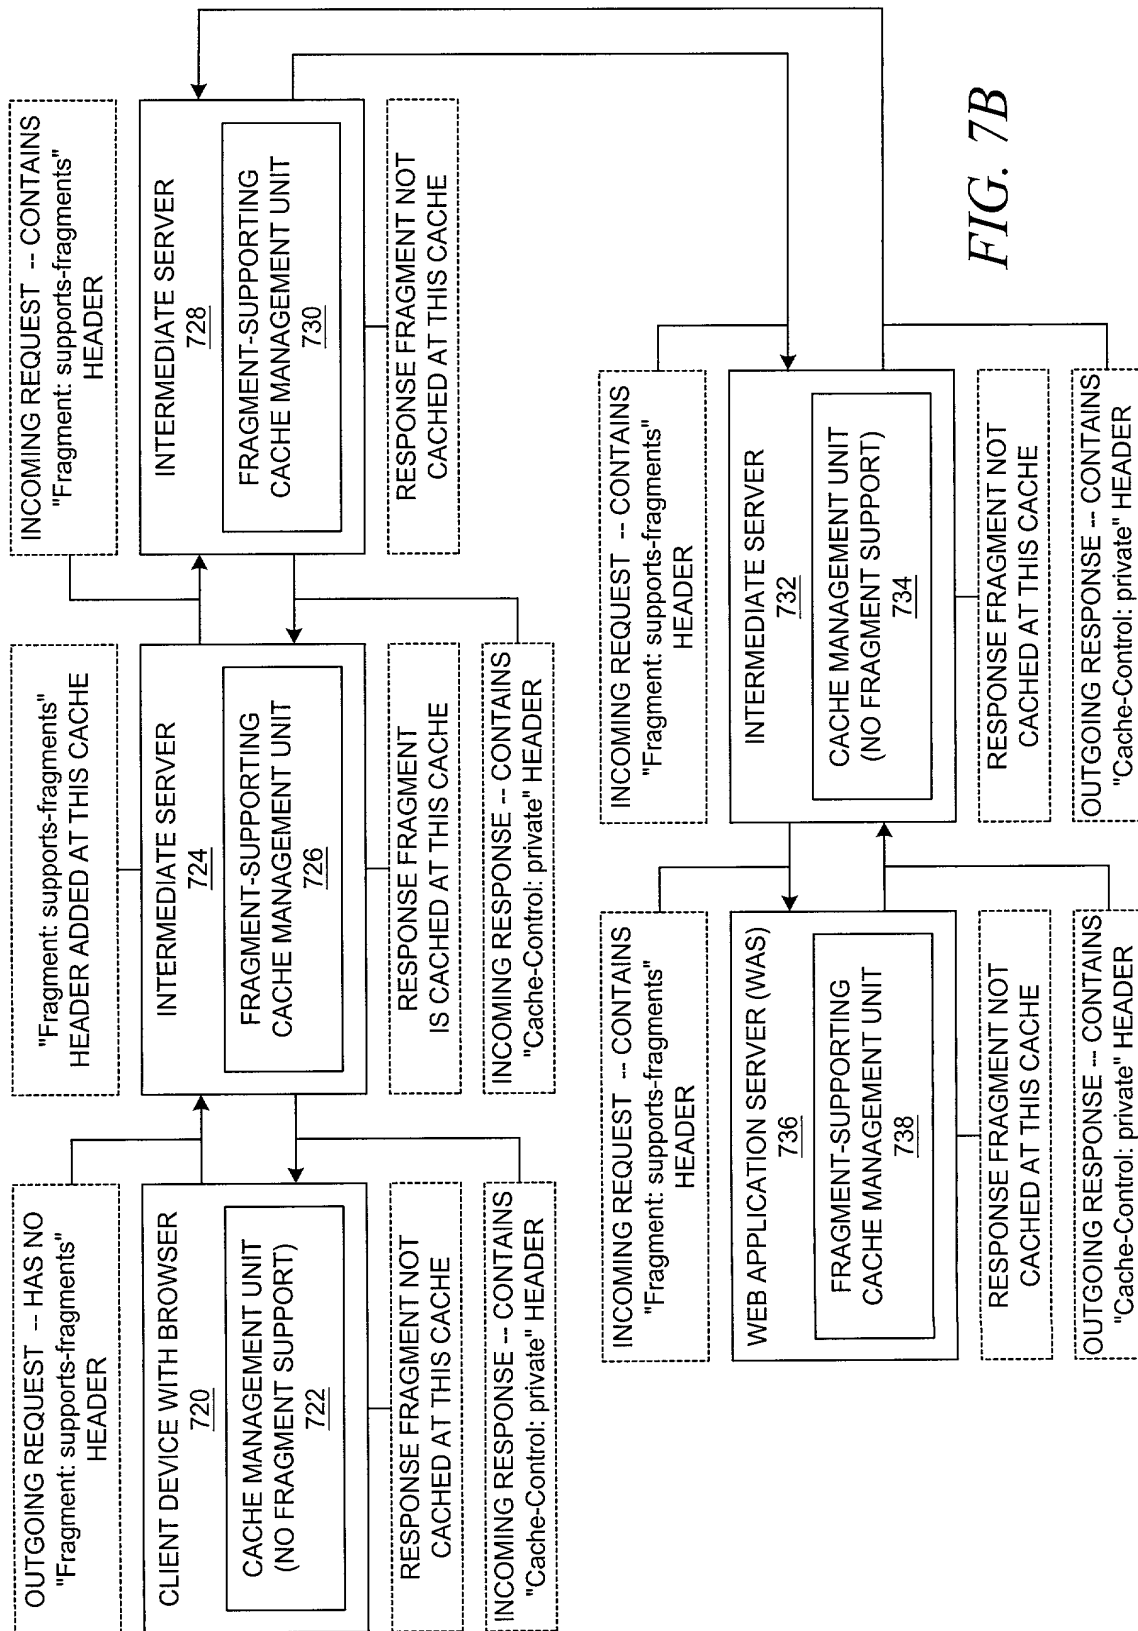 OUTGOING REQUEST -- HAS NO
"Fragment: supports-fragments"
HEADER
CLIENT DEVICE WITH BROWSER
720
CACHE MANAGEMENT UNIT
(NO FRAGMENT SUPPORT)
722
RESPONSE FRAGMENT NOT
CACHED AT THIS CACHE
INCOMING RESPONSE -- CONTAINS
"Cache-Control: private" HEADER
"Fragment: supports-fragments"
HEADER ADDED AT THIS CACHE
INTERMEDIATE SERVER
724
FRAGMENT-SUPPORTING
CACHE MANAGEMENT UNIT
726
RESPONSE FRAGMENT
IS CACHED AT THIS CACHE
INCOMING RESPONSE -- CONTAINS
"Cache-Control: private" HEADER
INCOMING REQUEST -- CONTAINS
"Fragment: supports-fragments"
HEADER
INTERMEDIATE SERVER
728
FRAGMENT-SUPPORTING
CACHE MANAGEMENT UNIT
730
RESPONSE FRAGMENT NOT
CACHED AT THIS CACHE
INCOMING REQUEST -- CONTAINS
"Fragment: supports-fragments"
HEADER
WEB APPLICATION SERVER (WAS)
736
FRAGMENT-SUPPORTING
CACHE MANAGEMENT UNIT
738
RESPONSE FRAGMENT NOT
CACHED AT THIS CACHE
OUTGOING RESPONSE -- CONTAINS
"Cache-Control: private" HEADER
INCOMING REQUEST -- CONTAINS
"Fragment: supports-fragments"
HEADER
INTERMEDIATE SERVER
732
CACHE MANAGEMENT UNIT
(NO FRAGMENT SUPPORT)
734
RESPONSE FRAGMENT NOT
CACHED AT THIS CACHE
OUTGOING RESPONSE -- CONTAINS
"Cache-Control: private" HEADER
FIG. 7B